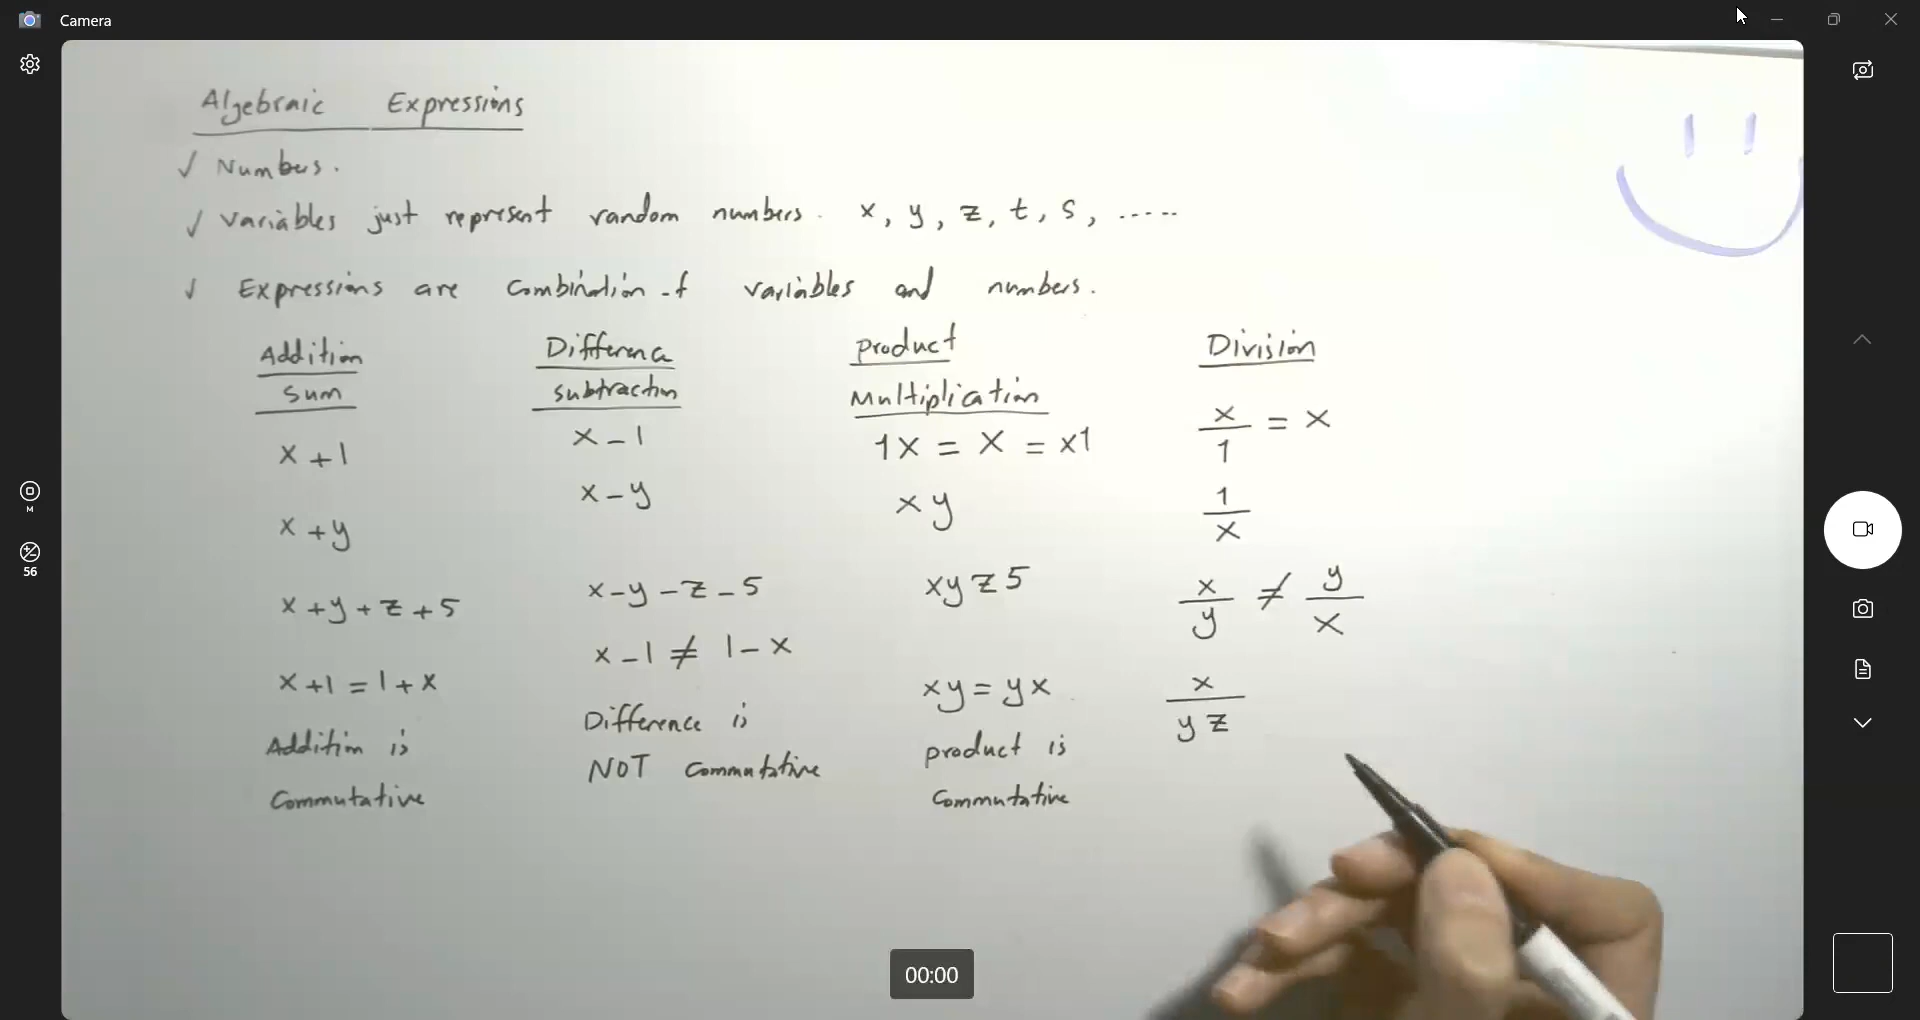 Camera
Algebraic Expressions
✓ Numbers.
✓ Variables just represent random numbers. x, y, z, t, s, .....
✓ Expressions are Combination of variables and numbers.
Addition
Sum
x + 1
x + y
x + y + z + 5
x + 1 = 1 + x
Addition is
Commutative
Difference
Subtraction
x - 1
x - y
x - y - z - 5
x - 1 ≠ 1 - x
Difference is
NOT Commutative
Product
Multiplication
1x = x = x1
xy
xyz5
xy = yx
product is
Commutative
Division
x/1 = x
1/x
x/y ≠ y/x
x/yz
M
56
00:00